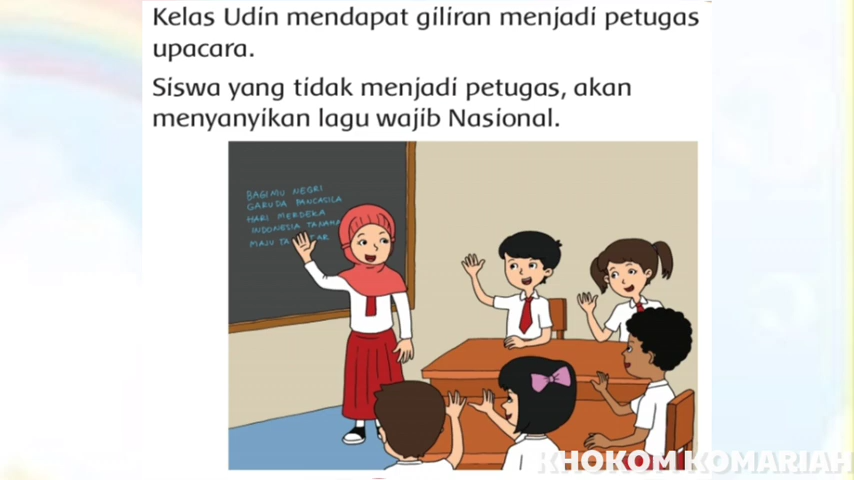 Kelas Udin mendapat giliran menjadi petugas
upacara.
Siswa yang tidak menjadi petugas, akan
menyanyikan lagu wajib Nasional.
BAGIMU NEGRI
GARUDA PANCASILA
HARI MERDEKA
INDONESIA
MAJU
KHOKOM KOMARIAH